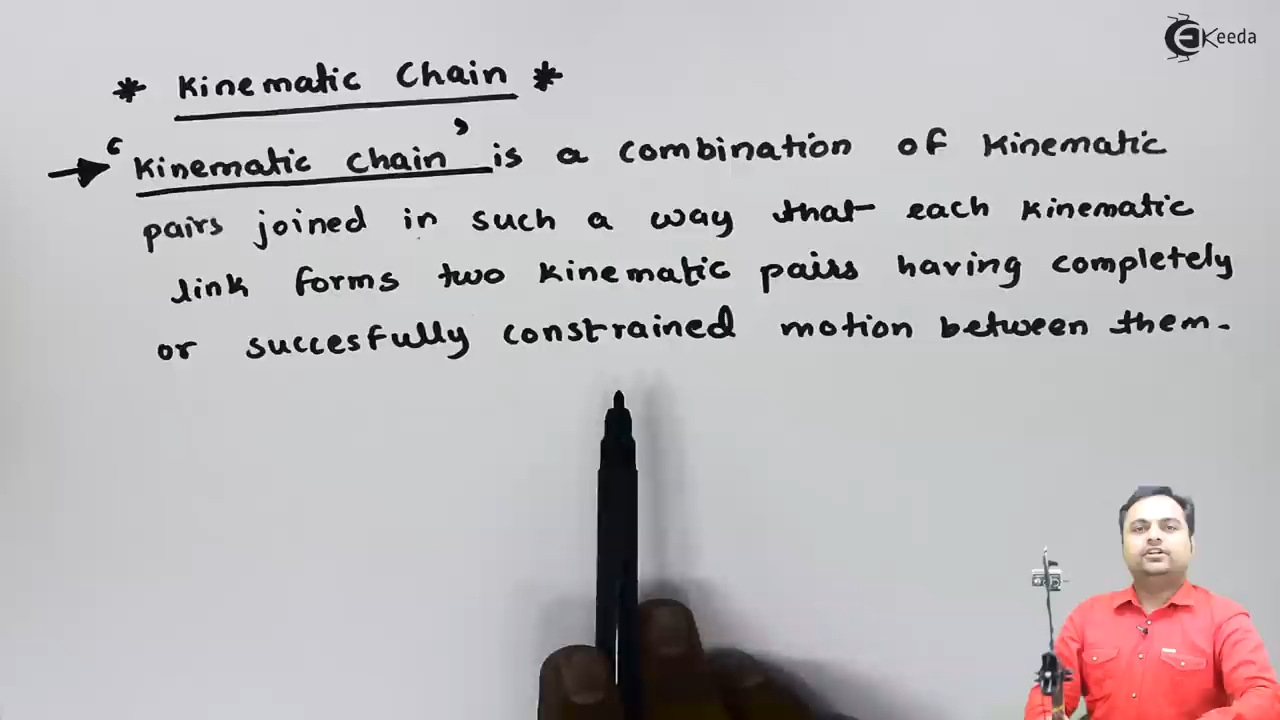 Keeda
* Kinematic Chain *
→ 'Kinematic chain' is a combination of kinematic
pairs joined in such a way that each kinematic
link forms two kinematic pairs having completely
or succesfully constrained motion between them.